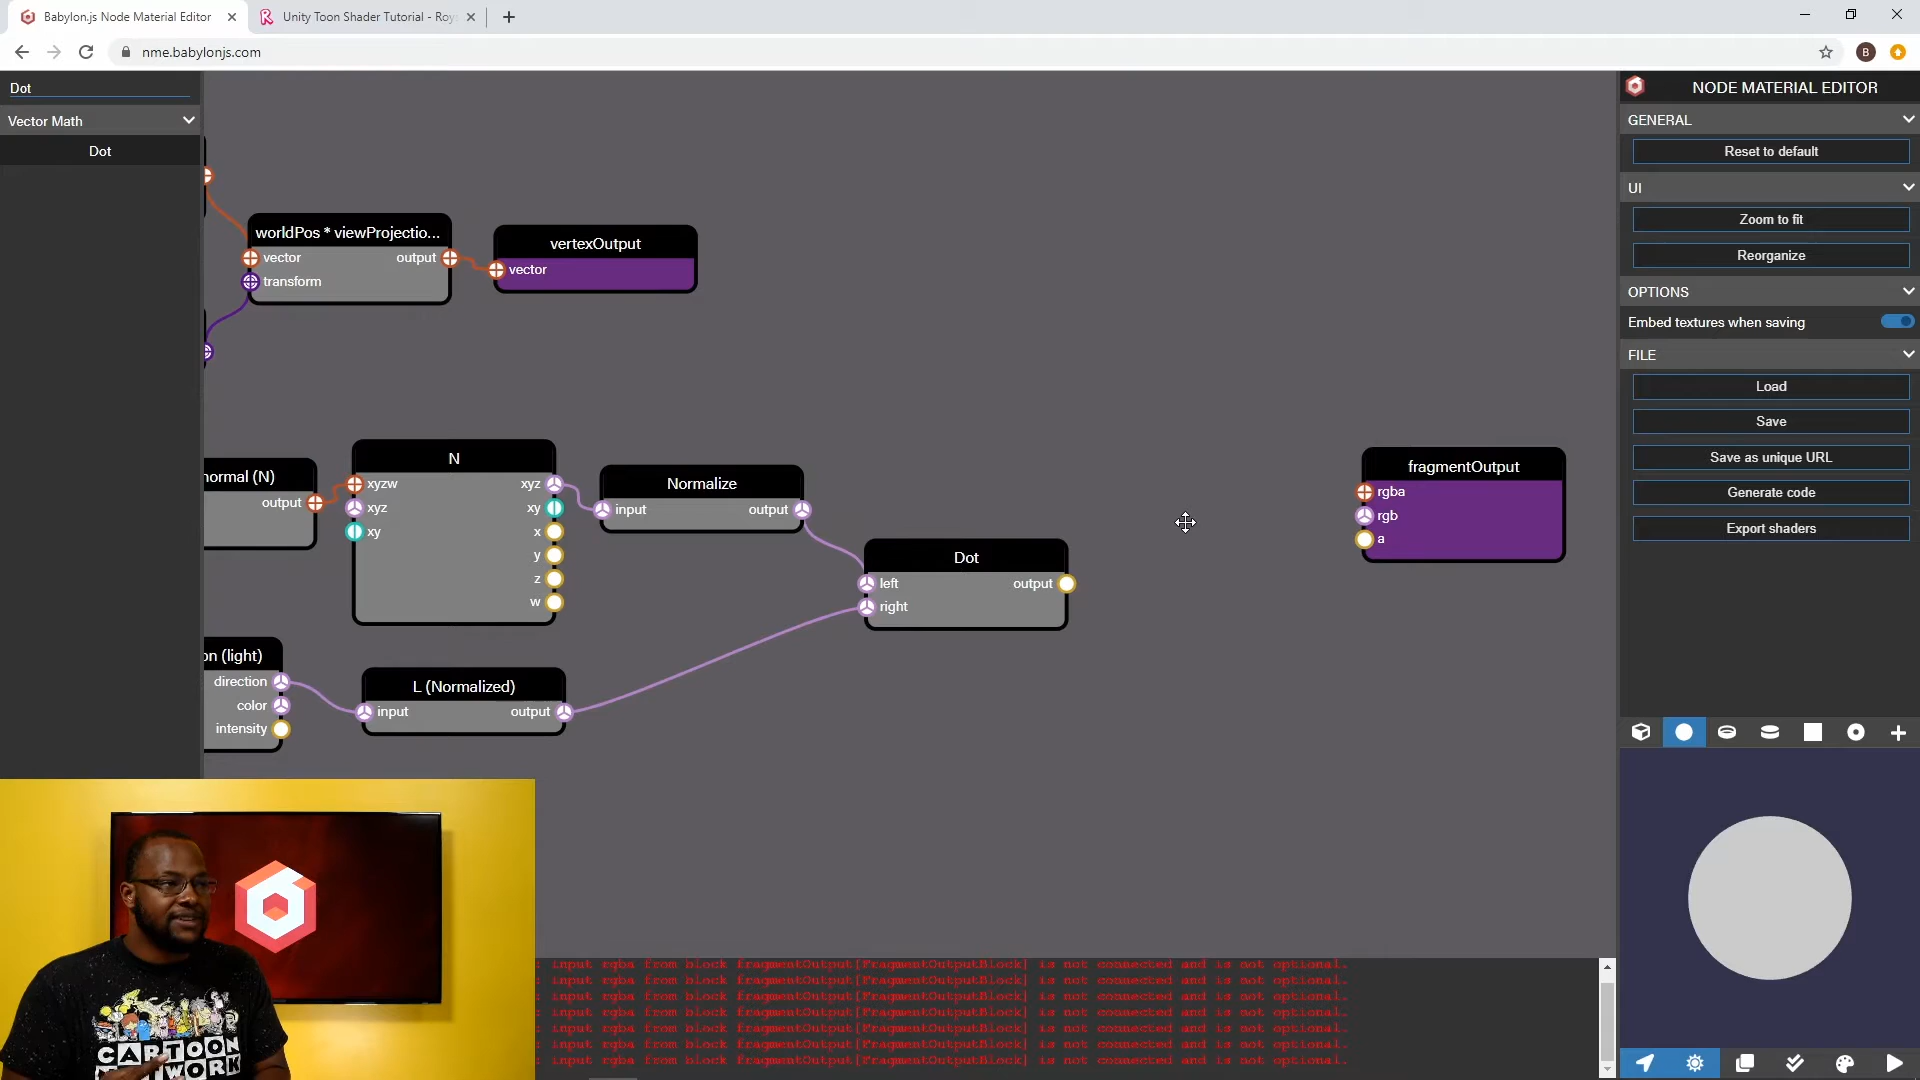 Babylon.js Node Material Editor
Unity Toon Shader Tutorial - Roy
nme.babylonjs.com
B
Dot
Vector Math
Dot
worldPos * viewProjectio...
vector
output
transform
vertexOutput
vector
normal (N)
output
N
xyzw
xyz
xyz
xy
xy
x
y
z
w
Normalize
input
output
Dot
left
output
right
on (light)
direction
color
intensity
L (Normalized)
input
output
fragmentOutput
rgba
rgb
a
NODE MATERIAL EDITOR
GENERAL
Reset to default
UI
Zoom to fit
Reorganize
OPTIONS
Embed textures when saving
FILE
Load
Save
Save as unique URL
Generate code
Export shaders
: input rgba from block fragmentOutput[FragmentOutputBlock] is not connected and is not optional.
: input rgba from block fragmentOutput[FragmentOutputBlock] is not connected and is not optional.
: input rgba from block fragmentOutput[FragmentOutputBlock] is not connected and is not optional.
: input rgba from block fragmentOutput[FragmentOutputBlock] is not connected and is not optional.
: input rgba from block fragmentOutput[FragmentOutputBlock] is not connected and is not optional.
: input rgba from block fragmentOutput[FragmentOutputBlock] is not connected and is not optional.
: input rgba from block fragmentOutput[FragmentOutputBlock] is not connected and is not optional.
CARTOON
NETWORK